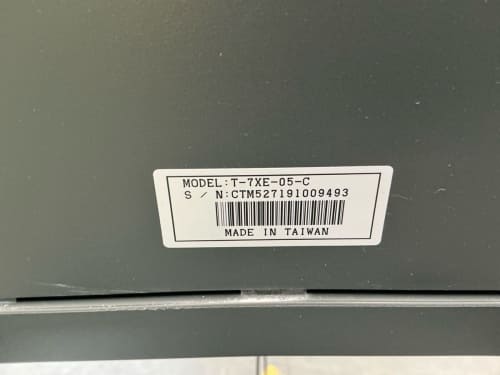 MODEL:T-7XE-05-C
S / N:CTM527191009493
MADE IN TAIWAN